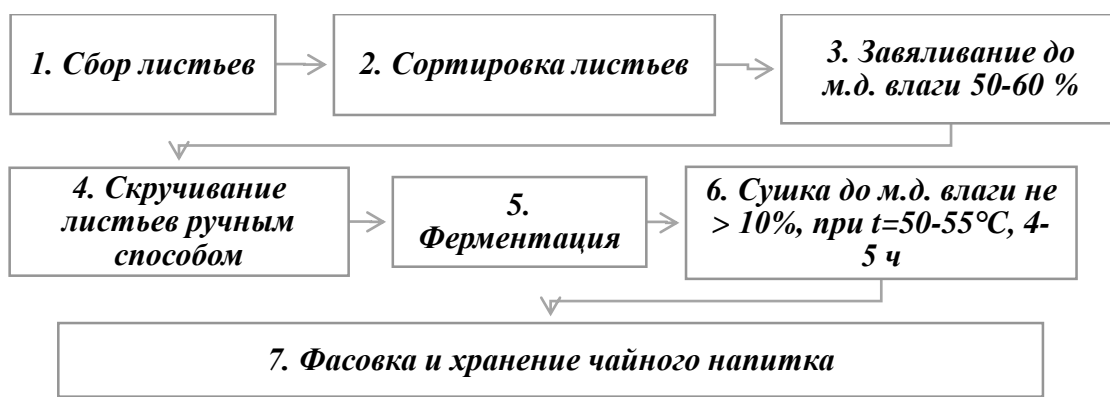 1. Сбор листьев
2. Сортировка листьев
3. Завяливание до
м.д. влаги 50-60 %
4. Скручивание
листьев ручным
способом
5.
Ферментация
6. Сушка до м.д. влаги не
> 10%, при t=50-55°C, 4-
5 ч
7. Фасовка и хранение чайного напитка